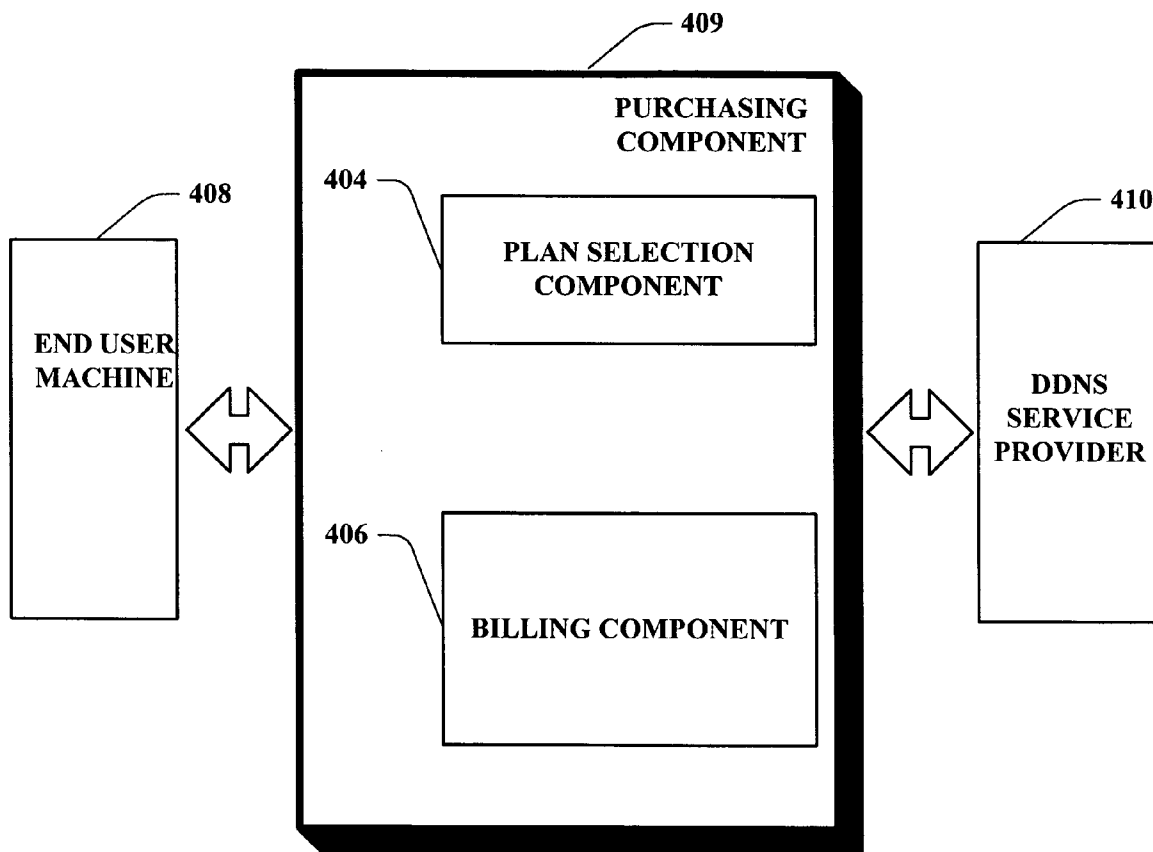 409
PURCHASING
COMPONENT
404
408
410
PLAN SELECTION
COMPONENT
END USER
MACHINE
DDNS
SERVICE
PROVIDER
406
BILLING COMPONENT